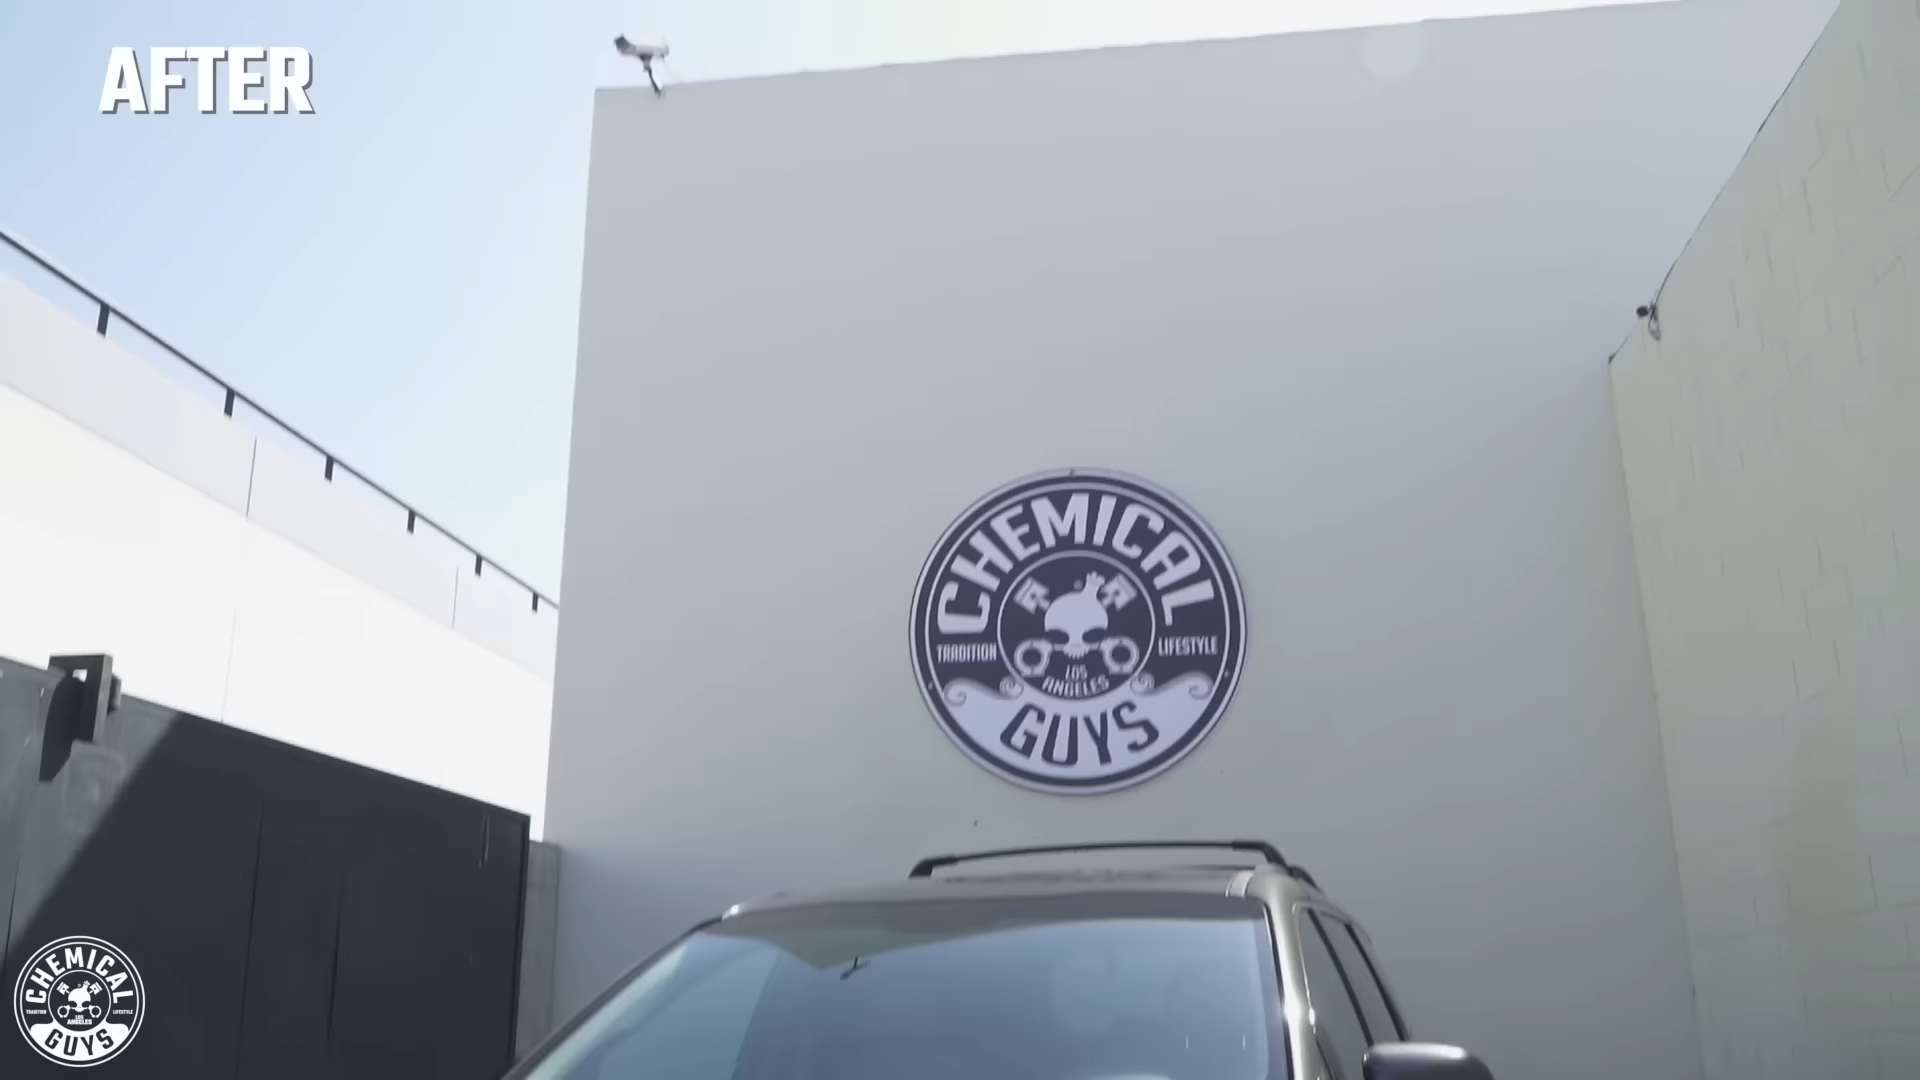 AFTER
CHEMICAL
TRADITION
LIFESTYLE
LOS
ANGELES
GUYS
CHEMICAL
TRADITION
LIFESTYLE
LOS
ANGELES
GUYS